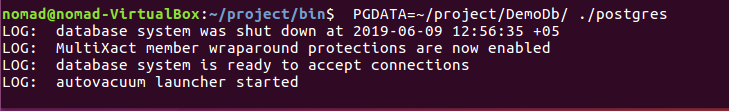 nomad@nomad-VirtualBox:~/project/bin$  PGDATA=~/project/DemoDb/ ./postgres
LOG:  database system was shut down at 2019-06-09 12:56:35 +05
LOG:  MultiXact member wraparound protections are now enabled
LOG:  database system is ready to accept connections
LOG:  autovacuum launcher started